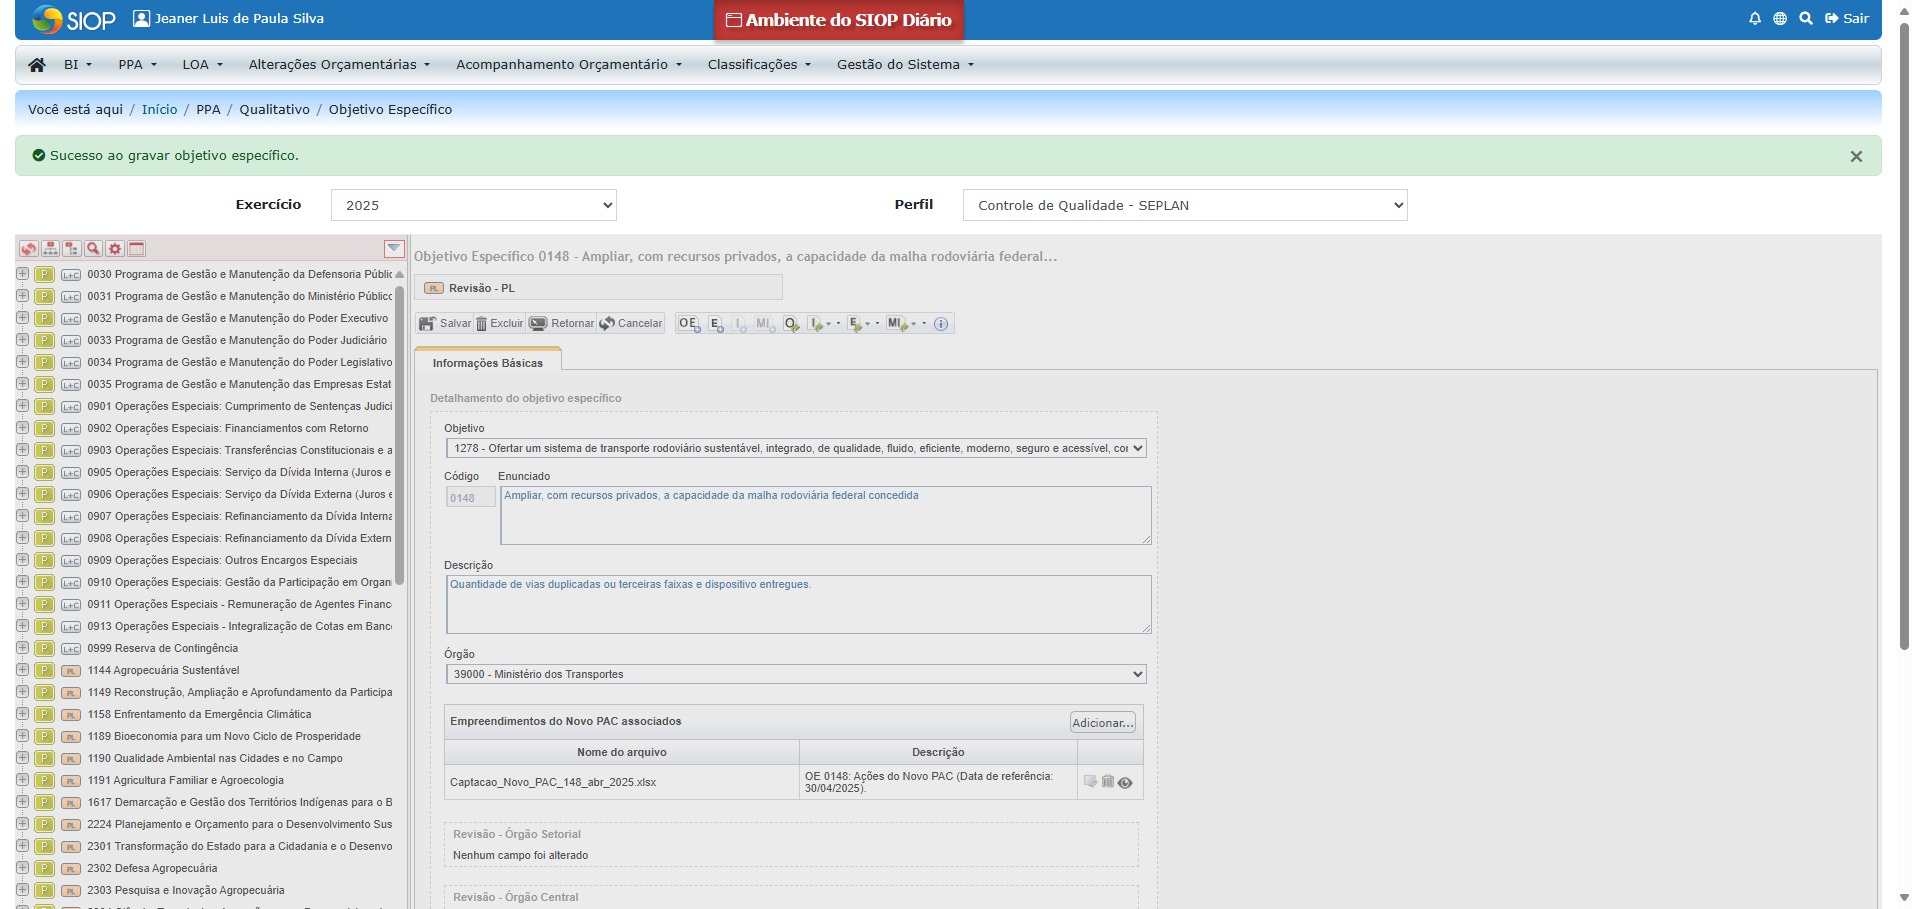 SIOP Jeaner Luis de Paula Silva Ambiente do SIOP Diário Sair
BI PPA LOA Alterações Orçamentárias Acompanhamento Orçamentário Classificações Gestão do Sistema
Você está aqui / Início / PPA / Qualitativo / Objetivo Específico
Sucesso ao gravar objetivo específico. ×
Exercício 2025 Perfil Controle de Qualidade - SEPLAN
P L+C 0030 Programa de Gestão e Manutenção da Defensoria Públic
P L+C 0031 Programa de Gestão e Manutenção do Ministério Público
P L+C 0032 Programa de Gestão e Manutenção do Poder Executivo
P L+C 0033 Programa de Gestão e Manutenção do Poder Judiciário
P L+C 0034 Programa de Gestão e Manutenção do Poder Legislativo
P L+C 0035 Programa de Gestão e Manutenção das Empresas Estat
P L+C 0901 Operações Especiais: Cumprimento de Sentenças Judici
P L+C 0902 Operações Especiais: Financiamentos com Retorno
P L+C 0903 Operações Especiais: Transferências Constitucionais e a
P L+C 0905 Operações Especiais: Serviço da Dívida Interna (Juros e
P L+C 0906 Operações Especiais: Serviço da Dívida Externa (Juros e
P L+C 0907 Operações Especiais: Refinanciamento da Dívida Interna
P L+C 0908 Operações Especiais: Refinanciamento da Dívida Extern
P L+C 0909 Operações Especiais: Outros Encargos Especiais
P L+C 0910 Operações Especiais: Gestão da Participação em Organi
P L+C 0911 Operações Especiais - Remuneração de Agentes Financ
P L+C 0913 Operações Especiais - Integralização de Cotas em Banc
P L+C 0999 Reserva de Contingência
P PL 1144 Agropecuária Sustentável
P PL 1149 Reconstrução, Ampliação e Aprofundamento da Participa
P PL 1158 Enfrentamento da Emergência Climática
P PL 1189 Bioeconomia para um Novo Ciclo de Prosperidade
P PL 1190 Qualidade Ambiental nas Cidades e no Campo
P PL 1191 Agricultura Familiar e Agroecologia
P PL 1617 Demarcação e Gestão dos Territórios Indígenas para o B
P PL 2224 Planejamento e Orçamento para o Desenvolvimento Sus
P PL 2301 Transformação do Estado para a Cidadania e o Desenvo
P PL 2302 Defesa Agropecuária
P PL 2303 Pesquisa e Inovação Agropecuária
Objetivo Específico 0148 - Ampliar, com recursos privados, a capacidade da malha rodoviária federal...
PL Revisão - PL
Salvar Excluir Retornar Cancelar OE E I MI O I E MI
Informações Básicas
Detalhamento do objetivo específico
Objetivo
1278 - Ofertar um sistema de transporte rodoviário sustentável, integrado, de qualidade, fluido, eficiente, moderno, seguro e acessível, cor
Código Enunciado
0148 Ampliar, com recursos privados, a capacidade da malha rodoviária federal concedida
Descrição
Quantidade de vias duplicadas ou terceiras faixas e dispositivo entregues.
Órgão
39000 - Ministério dos Transportes
Empreendimentos do Novo PAC associados Adicionar...
Nome do arquivo Descrição
Captacao_Novo_PAC_148_abr_2025.xlsx OE 0148: Ações do Novo PAC (Data de referência:
30/04/2025).
Revisão - Órgão Setorial
Nenhum campo foi alterado
Revisão - Órgão Central